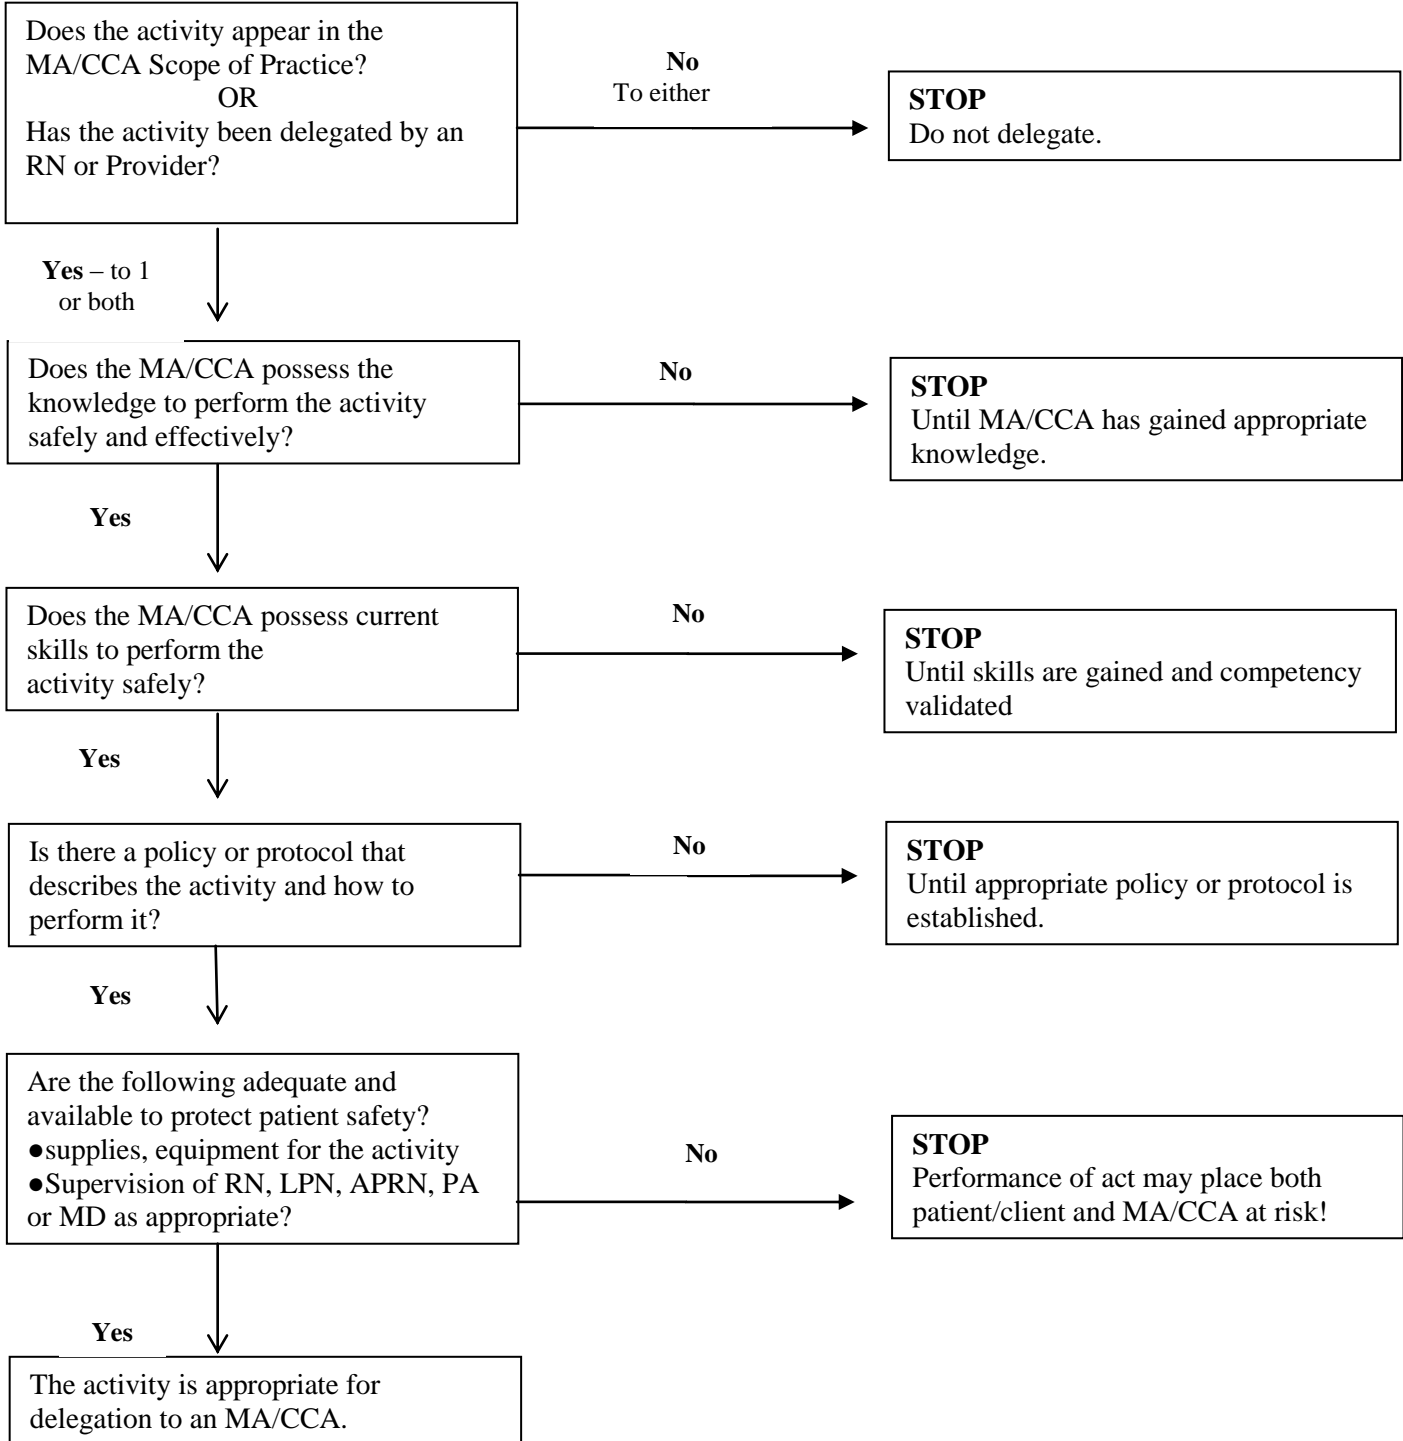 Does the activity appear in the
MA/CCA Scope of Practice?
OR
Has the activity been delegated by an
RN or Provider?
No
To either
STOP
Do not delegate.
Yes – to 1
or both
Does the MA/CCA possess the
knowledge to perform the activity
safely and effectively?
No
STOP
Until MA/CCA has gained appropriate
knowledge.
Yes
Does the MA/CCA possess current
skills to perform the
activity safely?
No
STOP
Until skills are gained and competency
validated
Yes
Is there a policy or protocol that
describes the activity and how to
perform it?
No
STOP
Until appropriate policy or protocol is
established.
Yes
Are the following adequate and
available to protect patient safety?
●supplies, equipment for the activity
●Supervision of RN, LPN, APRN, PA
or MD as appropriate?
No
STOP
Performance of act may place both
patient/client and MA/CCA at risk!
Yes
The activity is appropriate for
delegation to an MA/CCA.